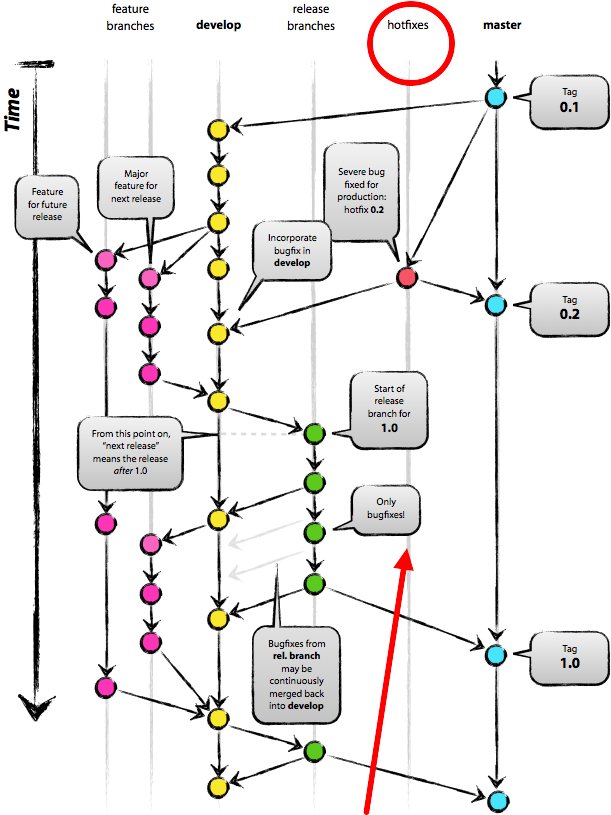 feature
branches
develop
release
branches
hotfixes
master
Time
Tag
0.1
Major
feature for
next release
Feature
for future
release
Severe bug
fixed for
production:
hotfix 0.2
Incorporate
bugfix in
develop
Tag
0.2
Start of
release
branch for
1.0
From this point on,
“next release”
means the release
after 1.0
Only
bugfixes!
Bugfixes from
rel. branch
may be
continuously
merged back
into develop
Tag
1.0